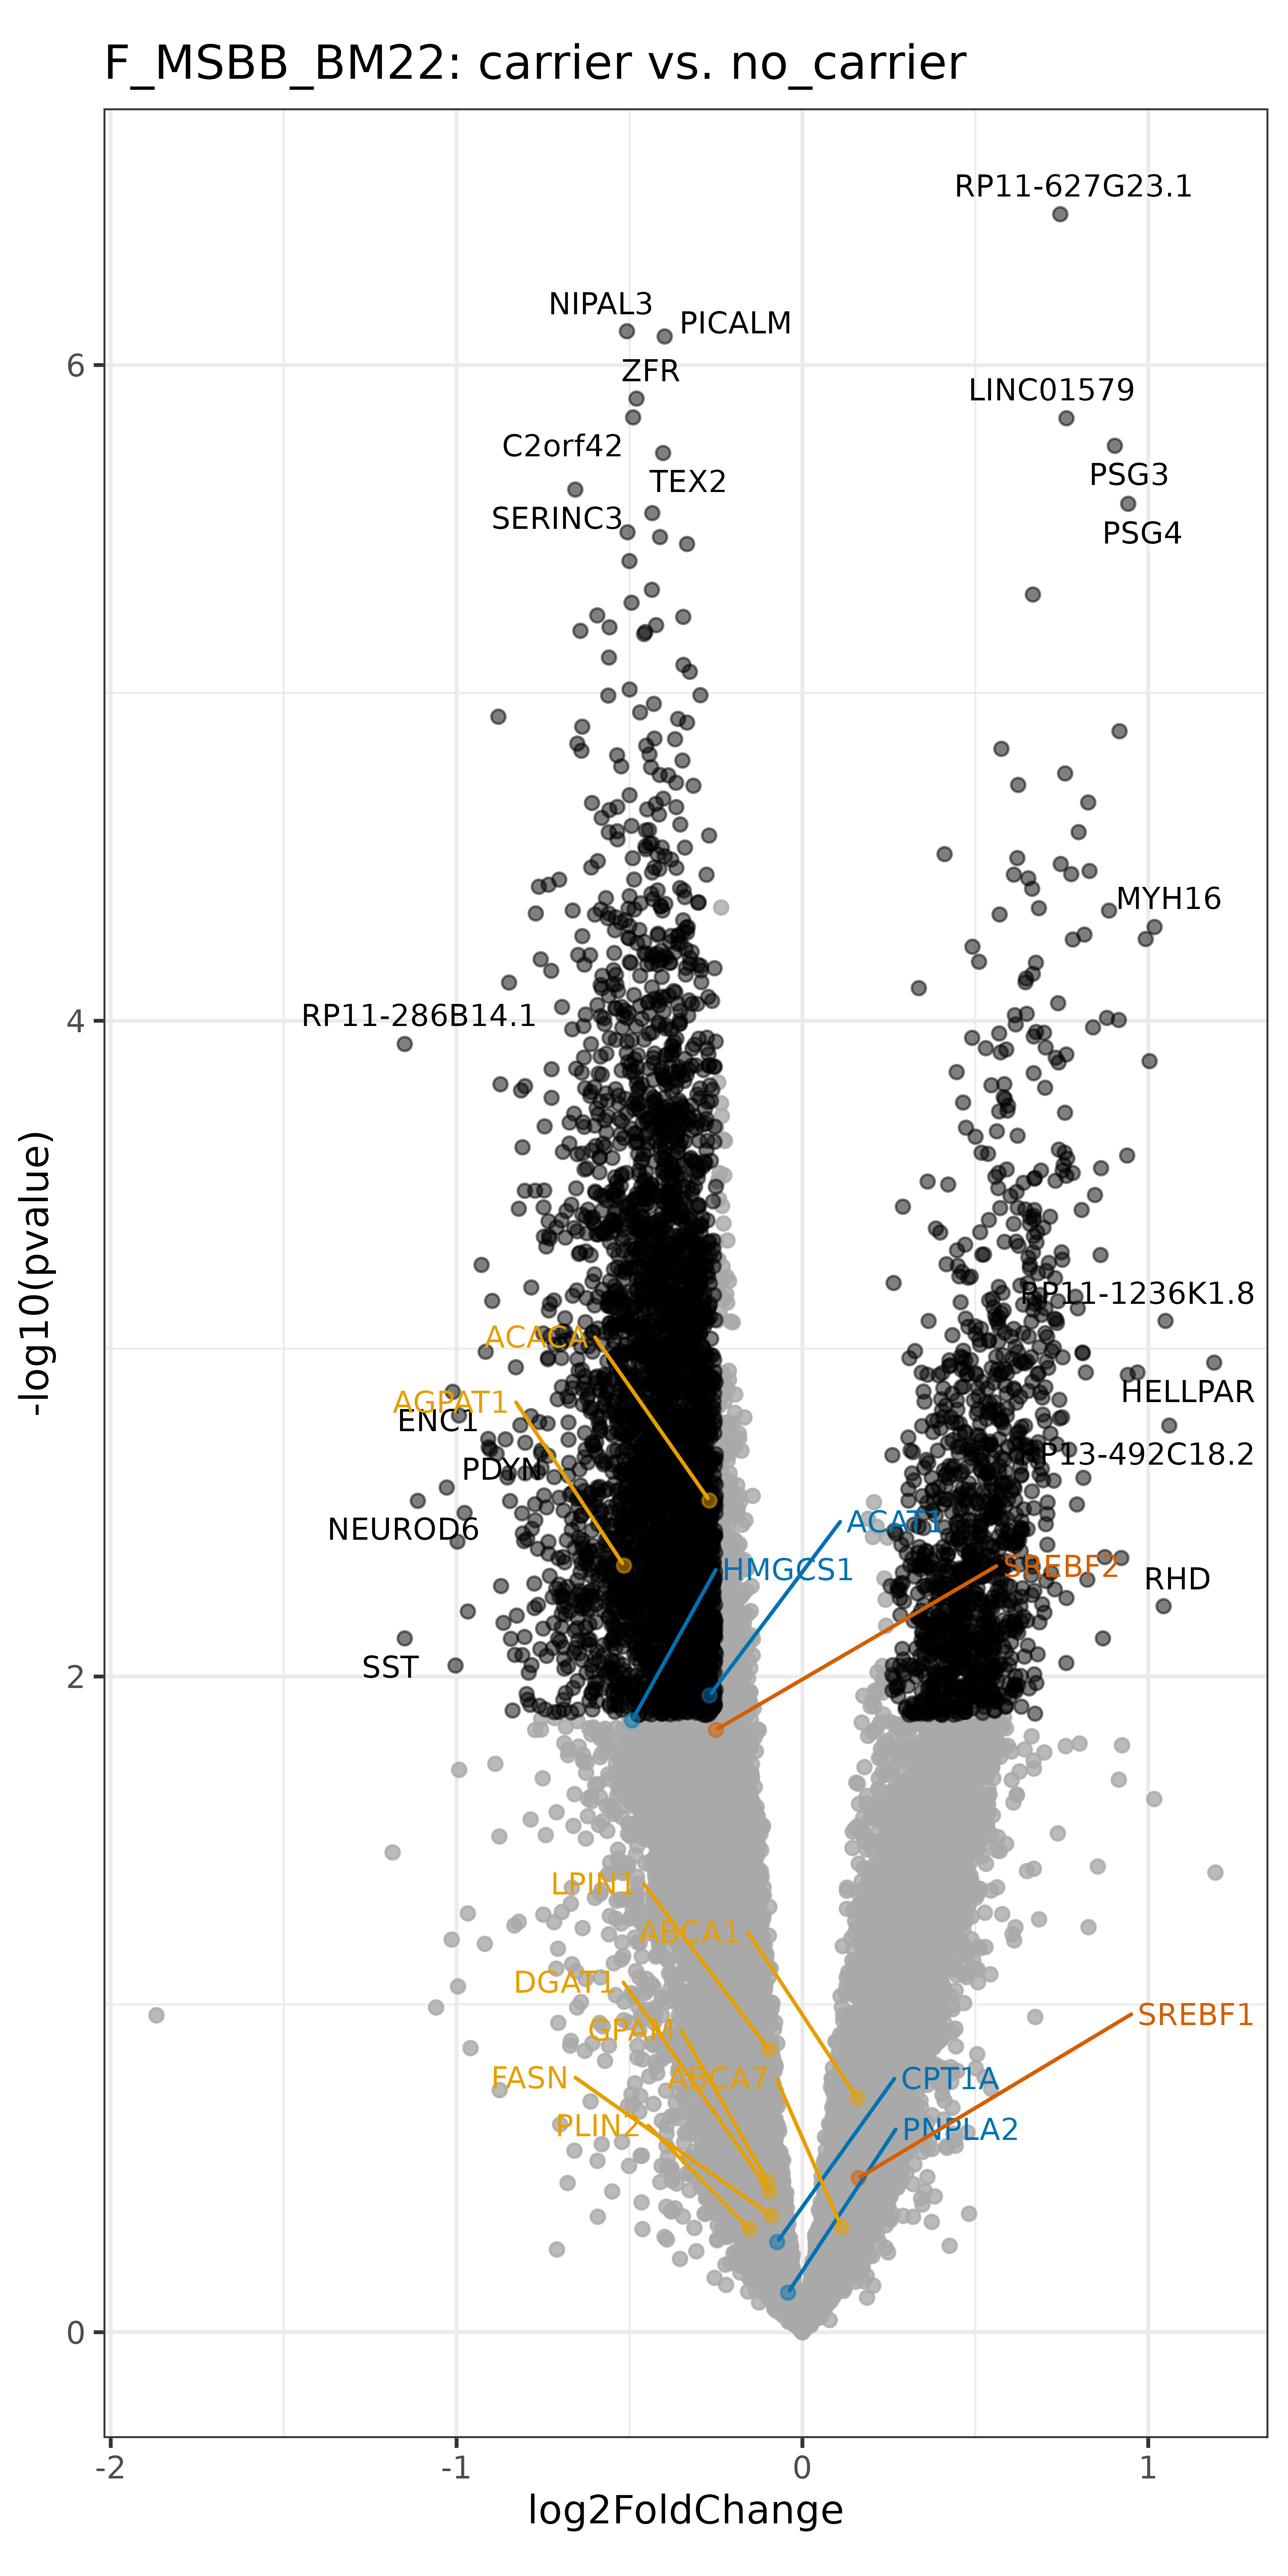 F_MSBB_BM22: carrier vs. no_carrier
RP11-627G23.1
NIPAL3
PICALM
6
ZFR
LINC01579
C2orf42
PSG3
TEX2
SERINC3
PSG4
MYH16
RP11-286B14.1
4
-log10(pvalue)
RP11-1236K1.8
ACACA
HELLPAR
AGPAT1
ENC1
RP13-492C18.2
PDYN
ACAT1
NEUROD6
HMGCS1
SREBF2
RHD
SST
2
LPIN1
ABCA1
DGAT1
SREBF1
GPAM
FASN
ABCA7
CPT1A
PLIN2
PNPLA2
0
-2
-1
0
1
log2FoldChange